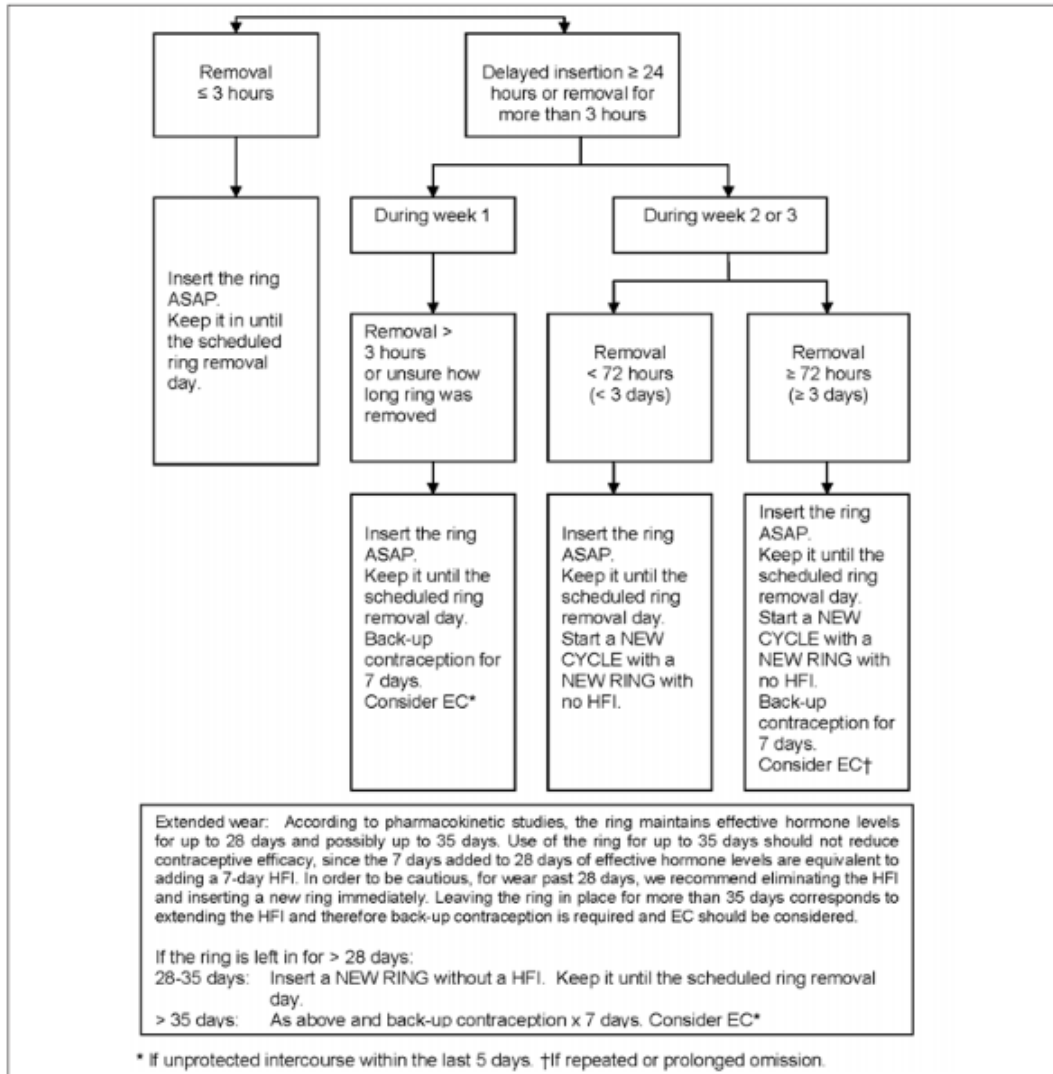 Removal
≤ 3 hours
Delayed insertion ≥ 24
hours or removal for
more than 3 hours
Insert the ring
ASAP.
Keep it in until
the scheduled
ring removal
day.
During week 1
During week 2 or 3
Removal >
3 hours
or unsure how
long ring was
removed
Removal
< 72 hours
(< 3 days)
Removal
≥ 72 hours
(≥ 3 days)
Insert the ring
ASAP.
Keep it until the
scheduled ring
removal day.
Back-up
contraception for
7 days.
Consider EC*
Insert the ring
ASAP.
Keep it until the
scheduled ring
removal day.
Start a NEW
CYCLE with a
NEW RING with
no HFI.
Insert the ring
ASAP.
Keep it until the
scheduled ring
removal day.
Start a NEW
CYCLE with a
NEW RING with
no HFI.
Back-up
contraception for
7 days.
Consider EC†
Extended wear: According to pharmacokinetic studies, the ring maintains effective hormone levels
for up to 28 days and possibly up to 35 days. Use of the ring for up to 35 days should not reduce
contraceptive efficacy, since the 7 days added to 28 days of effective hormone levels are equivalent to
adding a 7-day HFI. In order to be cautious, for wear past 28 days, we recommend eliminating the HFI
and inserting a new ring immediately. Leaving the ring in place for more than 35 days corresponds to
extending the HFI and therefore back-up contraception is required and EC should be considered.
If the ring is left in for > 28 days:
28-35 days: Insert a NEW RING without a HFI. Keep it until the scheduled ring removal
day.
> 35 days: As above and back-up contraception x 7 days. Consider EC*
* If unprotected intercourse within the last 5 days. †If repeated or prolonged omission.